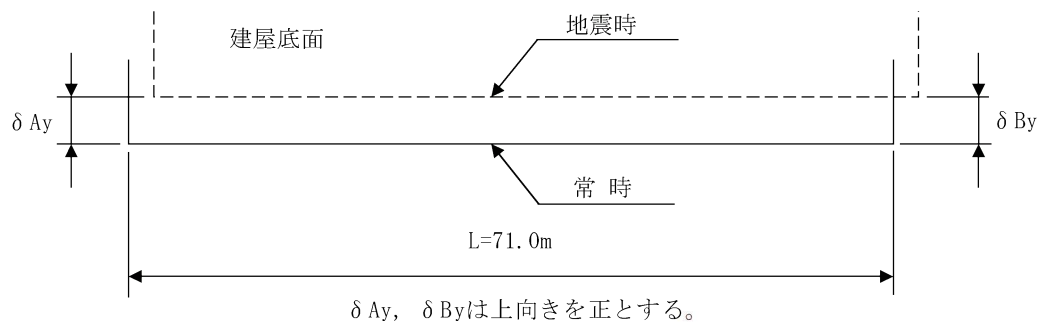 地震時
建屋底面
δAy
δBy
常 時
L=71.0m
δAy, δByは上向きを正とする。